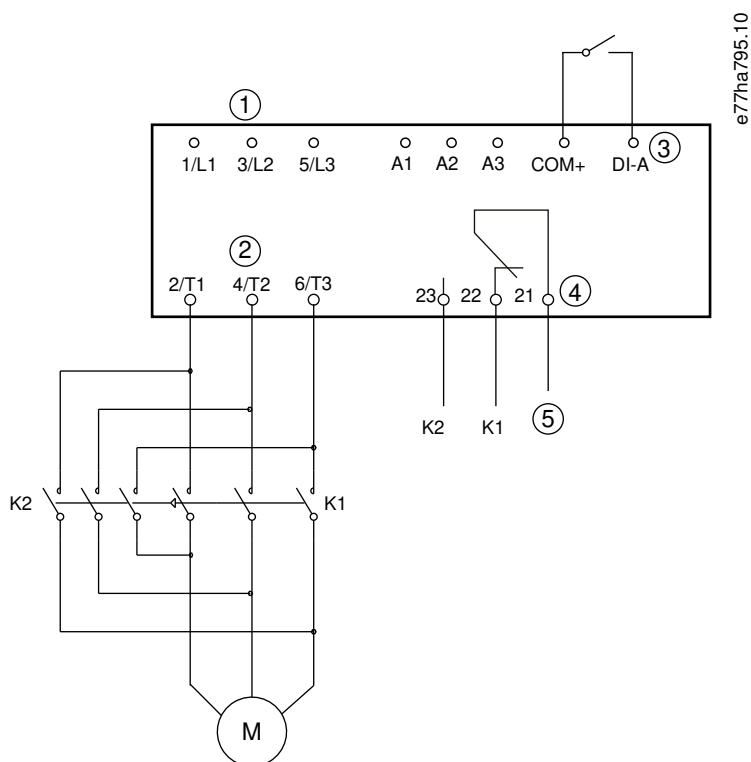 e77ha795.10
1
1/L1 3/L2 5/L3 A1 A2 A3 COM+ DI-A 3
2
2/T1 4/T2 6/T3 23 22 21 4
K2 K1 5
K2 K1
M